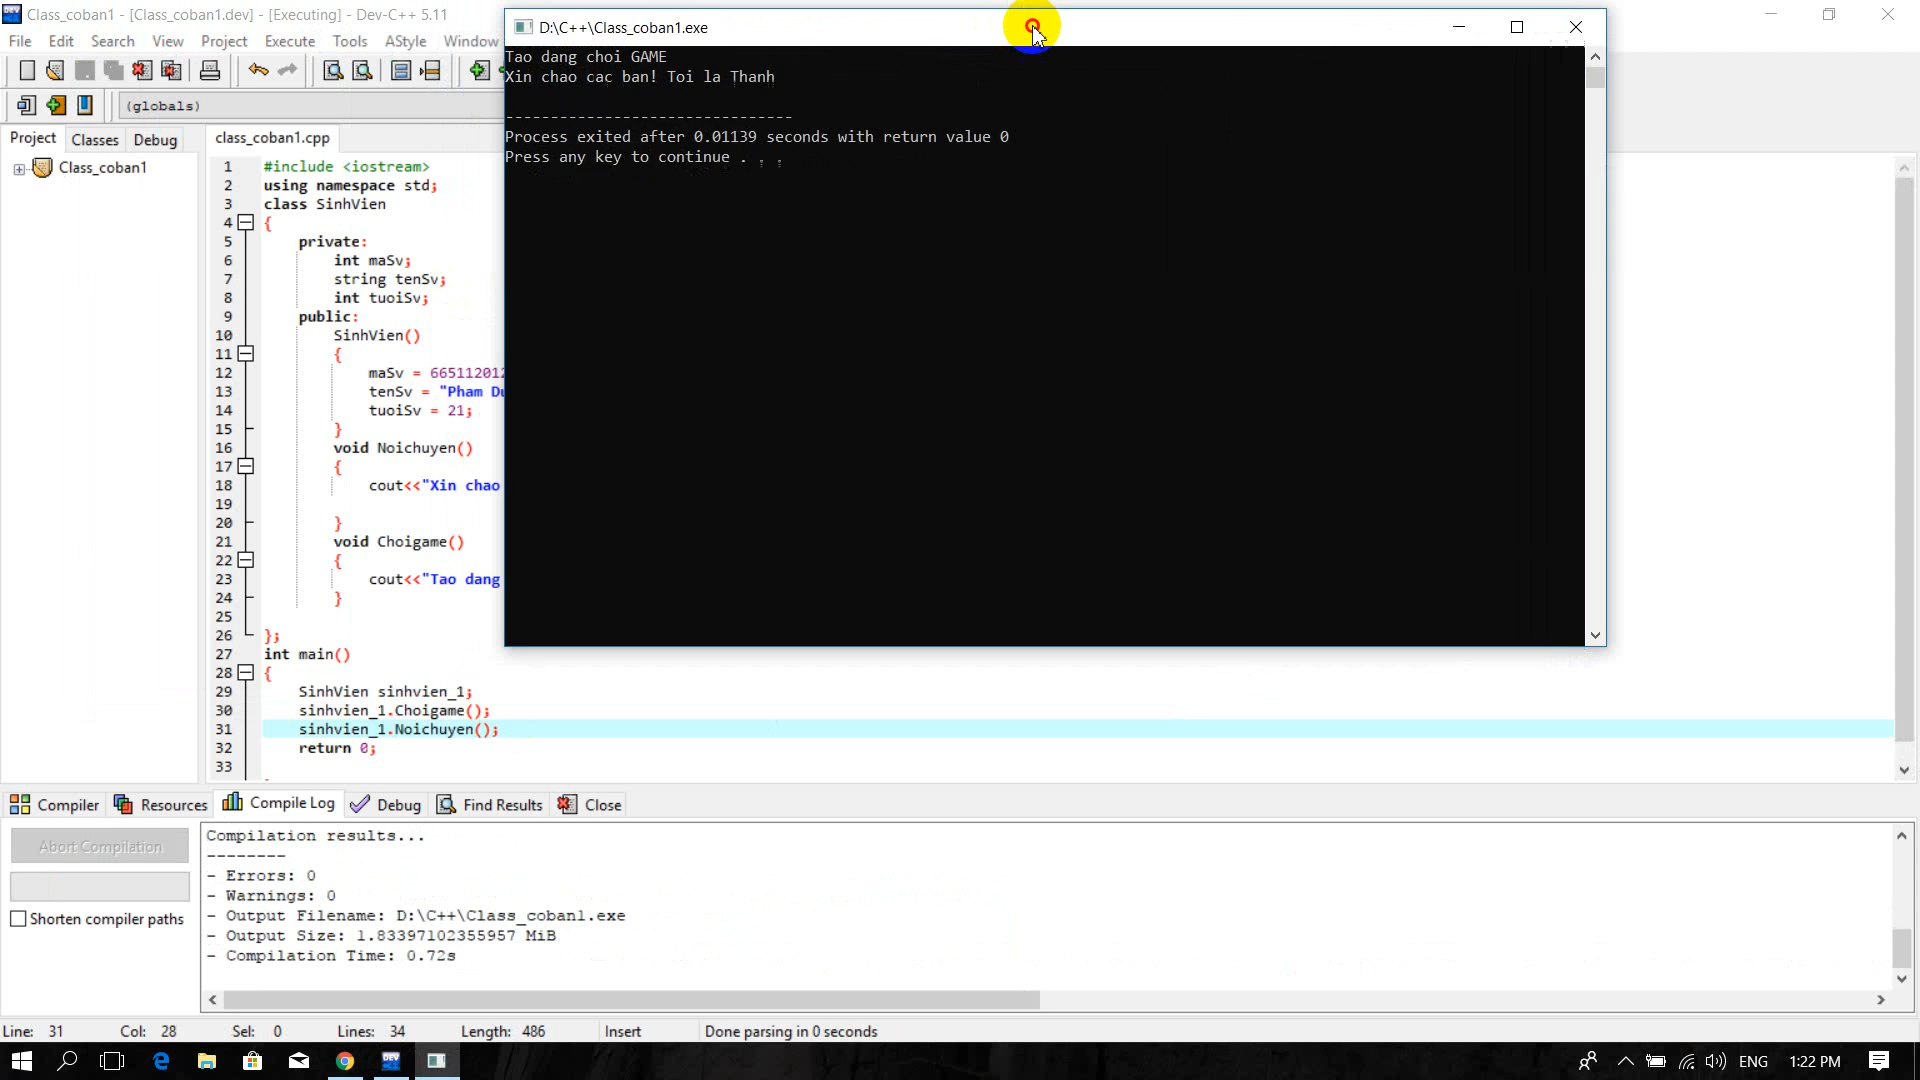 Class_coban1 - [Class_coban1.dev] - [Executing] - Dev-C++ 5.11
File Edit Search View Project Execute Tools AStyle Window
(globals)
Project Classes Debug
Class_coban1
class_coban1.cpp
1 #include <iostream>
2 using namespace std;
3 class SinhVien
4 {
5 private:
6 int maSv;
7 string tenSv;
8 int tuoiSv;
9 public:
10 SinhVien()
11 {
12 maSv = 665112012
13 tenSv = "Pham Du
14 tuoiSv = 21;
15 }
16 void Noichuyen()
17 {
18 cout<<"Xin chao
19
20 }
21 void Choigame()
22 {
23 cout<<"Tao dang
24 }
25
26 };
27 int main()
28 {
29 SinhVien sinhvien_1;
30 sinhvien_1.Choigame();
31 sinhvien_1.Noichuyen();
32 return 0;
33
D:\C++\Class_coban1.exe
Tao dang choi GAME
Xin chao cac ban! Toi la Thanh
--------------------------------
Process exited after 0.01139 seconds with return value 0
Press any key to continue . . .
Compiler Resources Compile Log Debug Find Results Close
Abort Compilation
Shorten compiler paths
Compilation results...
--------
- Errors: 0
- Warnings: 0
- Output Filename: D:\C++\Class_coban1.exe
- Output Size: 1.83397102355957 MiB
- Compilation Time: 0.72s
Line: 31 Col: 28 Sel: 0 Lines: 34 Length: 486 Insert Done parsing in 0 seconds
DEV
ENG 1:22 PM